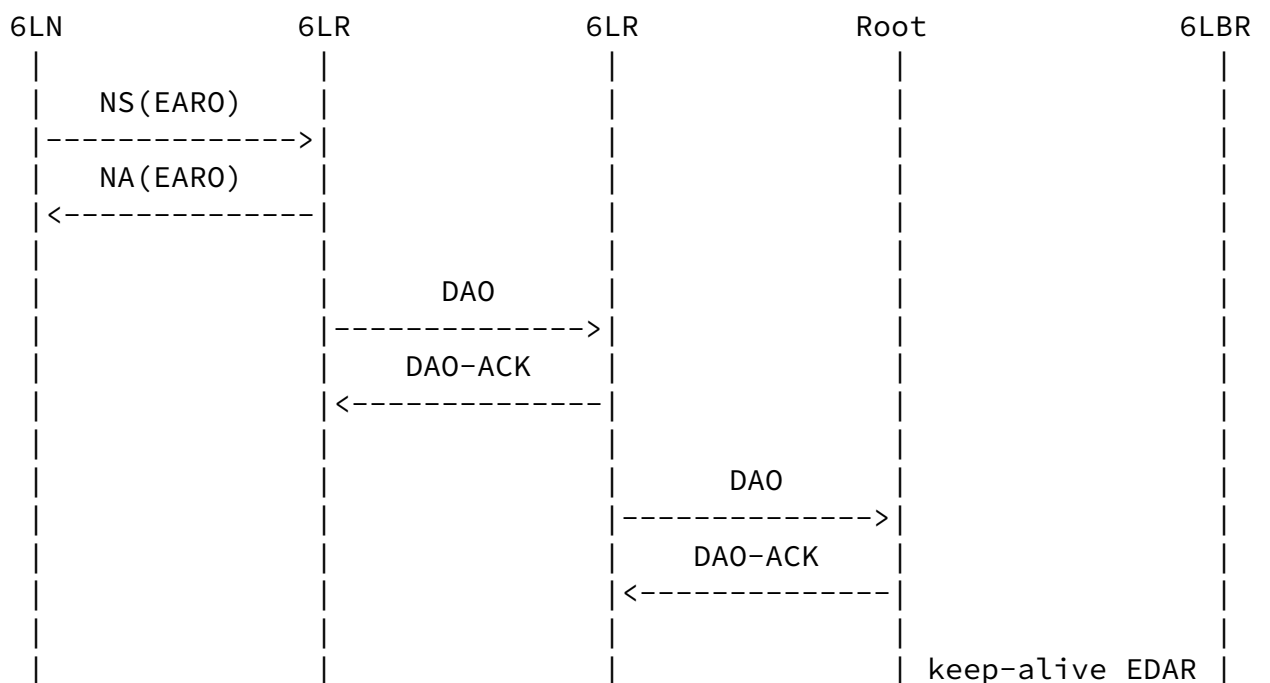 6LN 6LR 6LR Root 6LBR
NS(EARO)
NA(EARO)
DAO
DAO-ACK
DAO
DAO-ACK
keep-alive EDAR